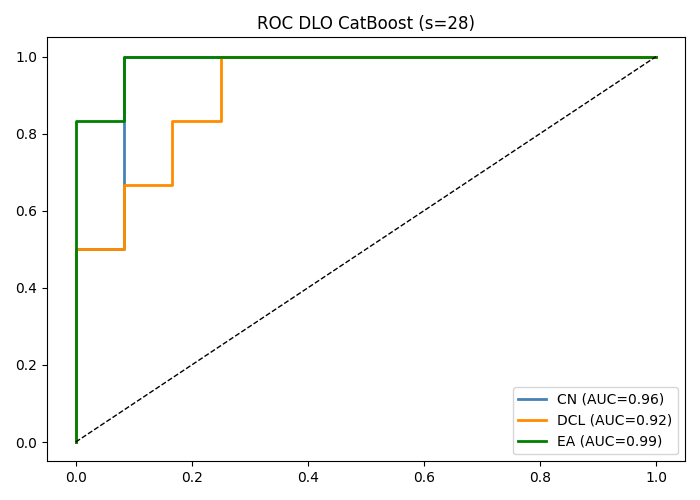 ROC DLO CatBoost (s=28)
1.0
0.8
0.6
0.4
0.2
0.0
0.0 0.2 0.4 0.6 0.8 1.0
CN (AUC=0.96)
DCL (AUC=0.92)
EA (AUC=0.99)